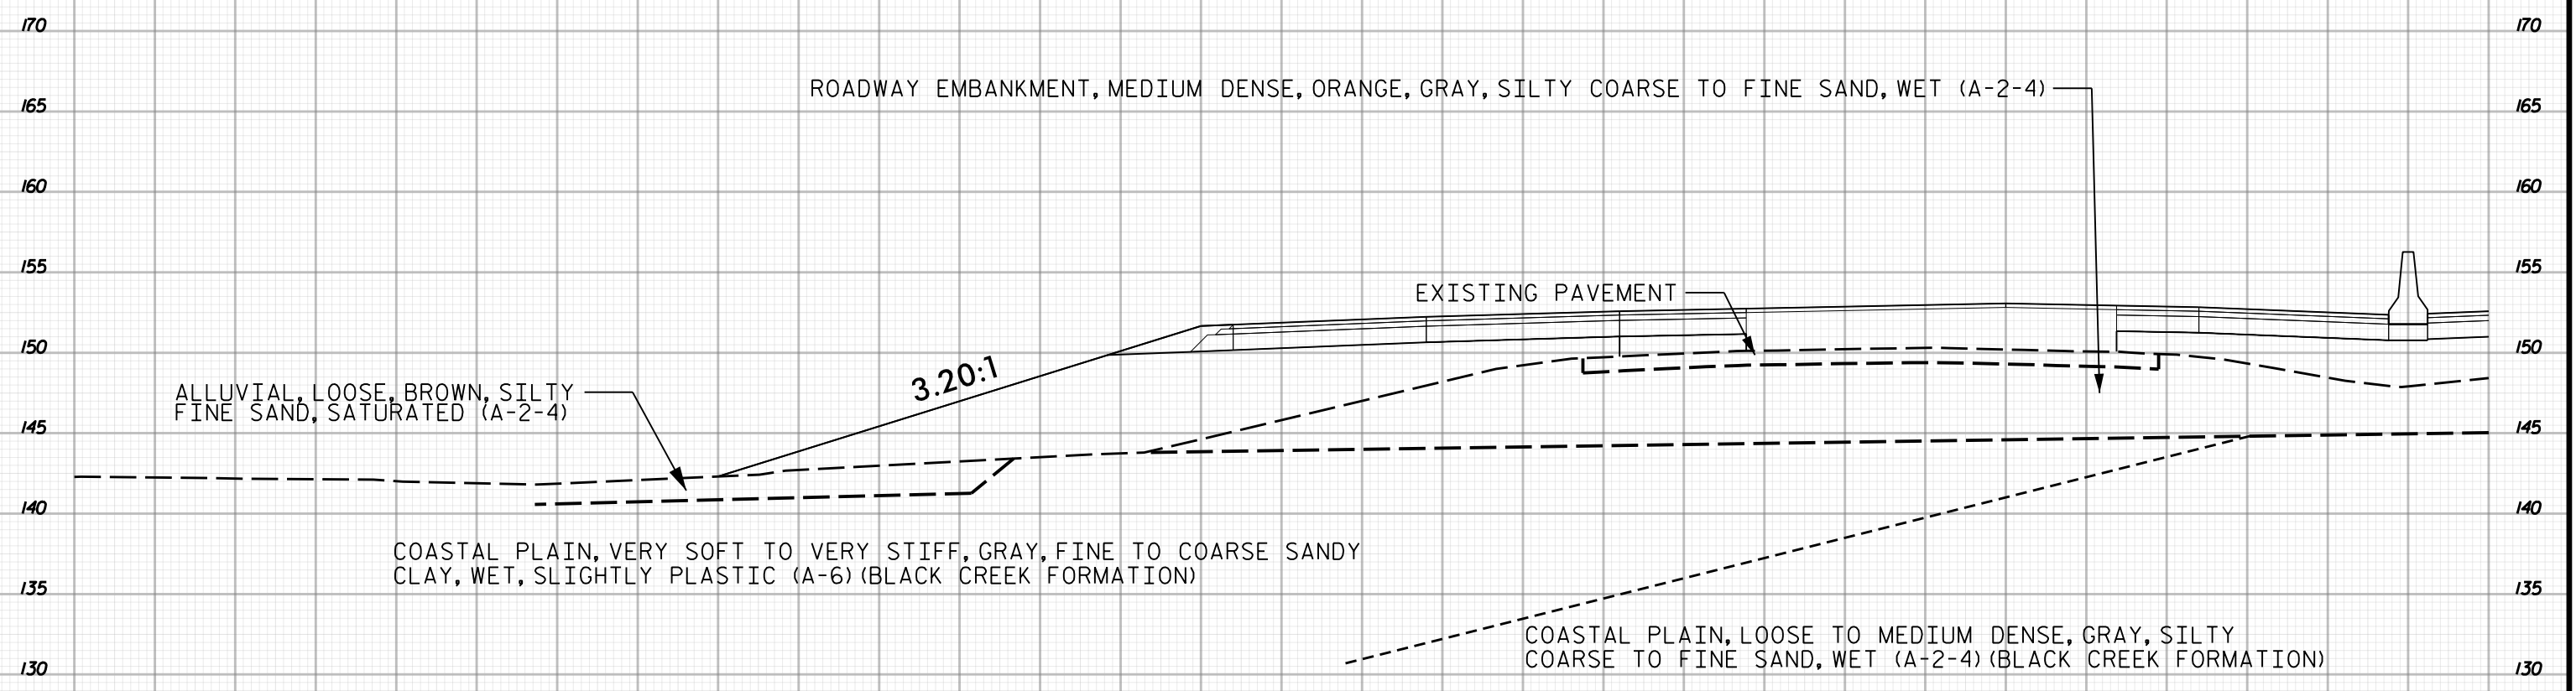 170 170
ROADWAY EMBANKMENT, MEDIUM DENSE, ORANGE, GRAY, SILTY COARSE TO FINE SAND, WET (A-2-4)
165 165
160 160
155 155
EXISTING PAVEMENT
150 150
3.20:1
ALLUVIAL, LOOSE, BROWN, SILTY
FINE SAND, SATURATED (A-2-4)
145 145
140 140
COASTAL PLAIN, VERY SOFT TO VERY STIFF, GRAY, FINE TO COARSE SANDY
CLAY, WET, SLIGHTLY PLASTIC (A-6) (BLACK CREEK FORMATION)
135 135
COASTAL PLAIN, LOOSE TO MEDIUM DENSE, GRAY, SILTY
COARSE TO FINE SAND, WET (A-2-4) (BLACK CREEK FORMATION)
130 130